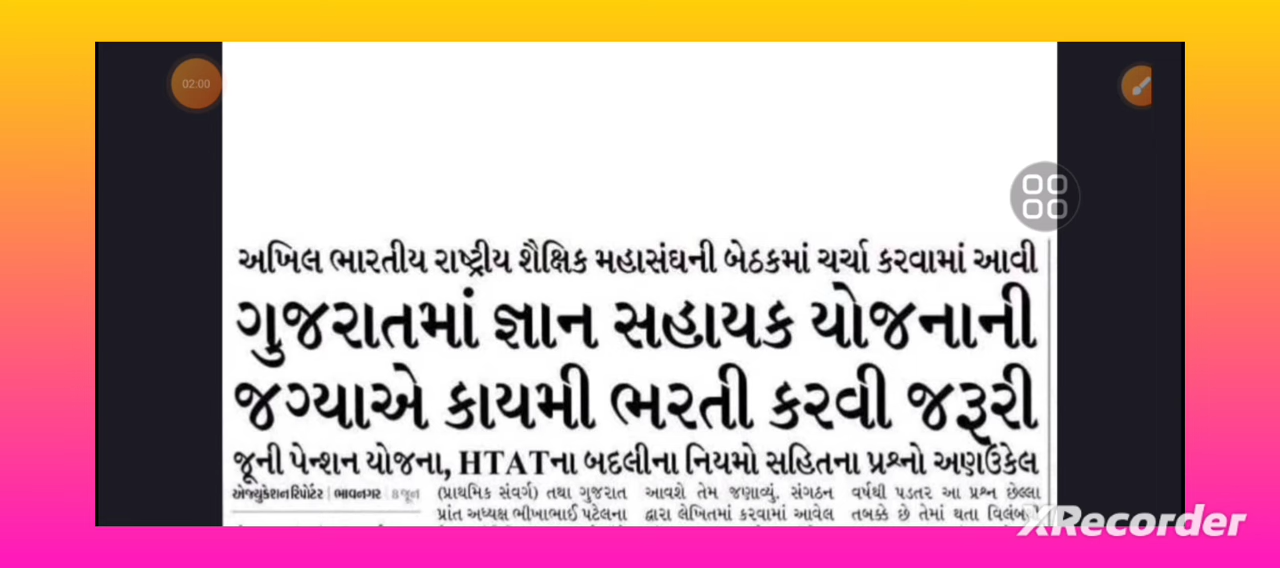 02:00
અખિલ ભારતીય રાષ્ટ્રીય શૈક્ષિક મહાસંઘની બેઠકમાં ચર્ચા કરવામાં આવી
ગુજરાતમાં જ્ઞાન સહાયક યોજનાની
જગ્યાએ કાયમી ભરતી કરવી જરૂરી
જૂની પેન્શન યોજના, HTATના બદલીના નિયમો સહિતના પ્રશ્નો અણઉકેલ
એજ્યુકેશન રિપોર્ટર | ભાવનગર | 8 જૂન
(પ્રાથમિક સંવર્ગ) તથા ગુજરાત
પ્રાંત અધ્યક્ષ ભીખાભાઈ પટેલના
આવશે તેમ જણાવ્યું. સંગઠન
દ્વારા લેખિતમાં કરવામાં આવેલ
વર્ષથી પડતર આ પ્રશ્ન છેલ્લા
તબક્કે છે તેમાં થતા
XRecorder